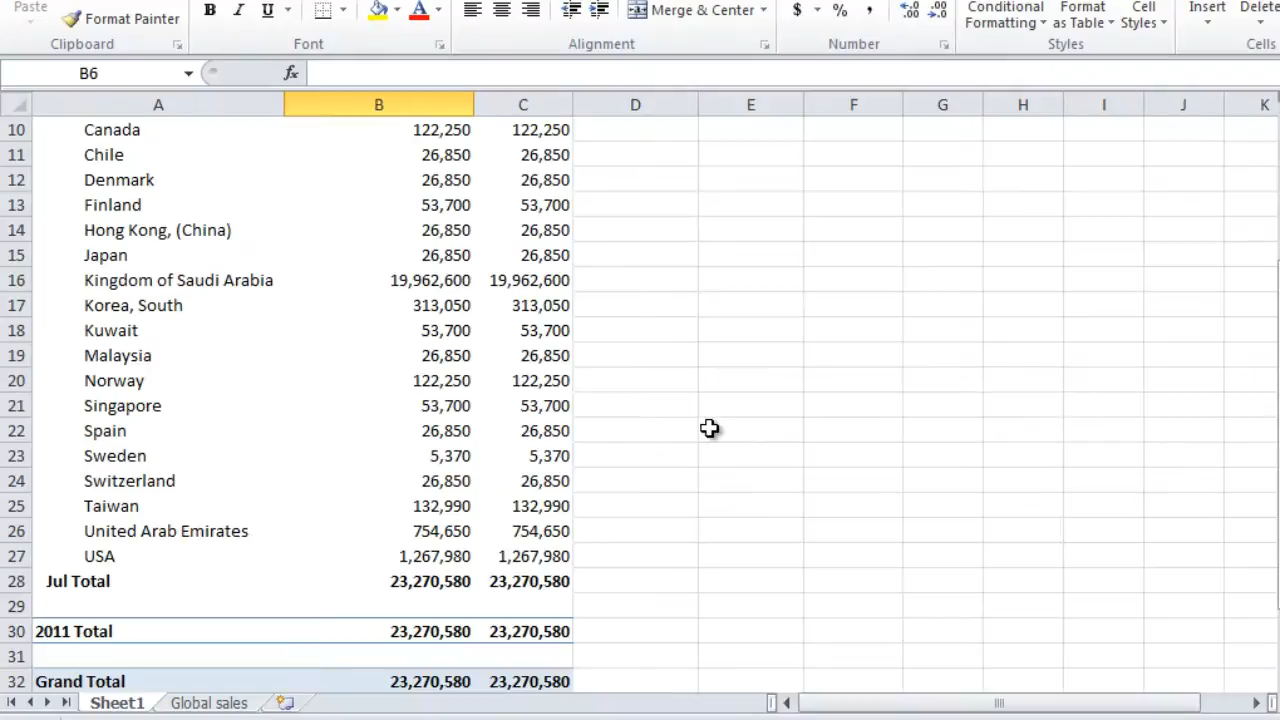 Paste Format Painter B I U Merge & Center $ % , Conditional Formatting Format as Table Cell Styles Insert Delete
Clipboard Font Alignment Number Styles Cells
B6 fx
A B C D E F G H I J K
10 Canada 122,250 122,250
11 Chile 26,850 26,850
12 Denmark 26,850 26,850
13 Finland 53,700 53,700
14 Hong Kong, (China) 26,850 26,850
15 Japan 26,850 26,850
16 Kingdom of Saudi Arabia 19,962,600 19,962,600
17 Korea, South 313,050 313,050
18 Kuwait 53,700 53,700
19 Malaysia 26,850 26,850
20 Norway 122,250 122,250
21 Singapore 53,700 53,700
22 Spain 26,850 26,850
23 Sweden 5,370 5,370
24 Switzerland 26,850 26,850
25 Taiwan 132,990 132,990
26 United Arab Emirates 754,650 754,650
27 USA 1,267,980 1,267,980
28 Jul Total 23,270,580 23,270,580
29
30 2011 Total 23,270,580 23,270,580
31
32 Grand Total 23,270,580 23,270,580
Sheet1 Global sales